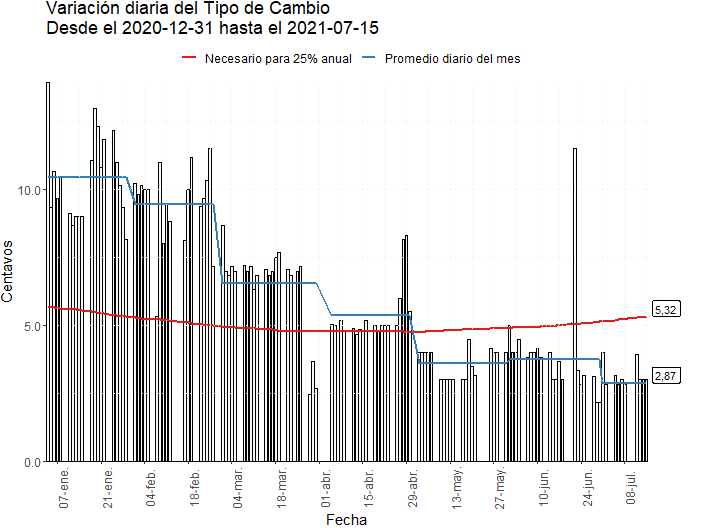 Variación diaria del Tipo de Cambio
Desde el 2020-12-31 hasta el 2021-07-15
Necesario para 25% anual
Promedio diario del mes
Centavos
10.0
5.0
0.0
5,32
2,87
07-ene.
21-ene.
04-feb.
18-feb.
04-mar.
18-mar.
01-abr.
15-abr.
29-abr.
13-may.
27-may.
10-jun.
24-jun.
08-jul.
Fecha